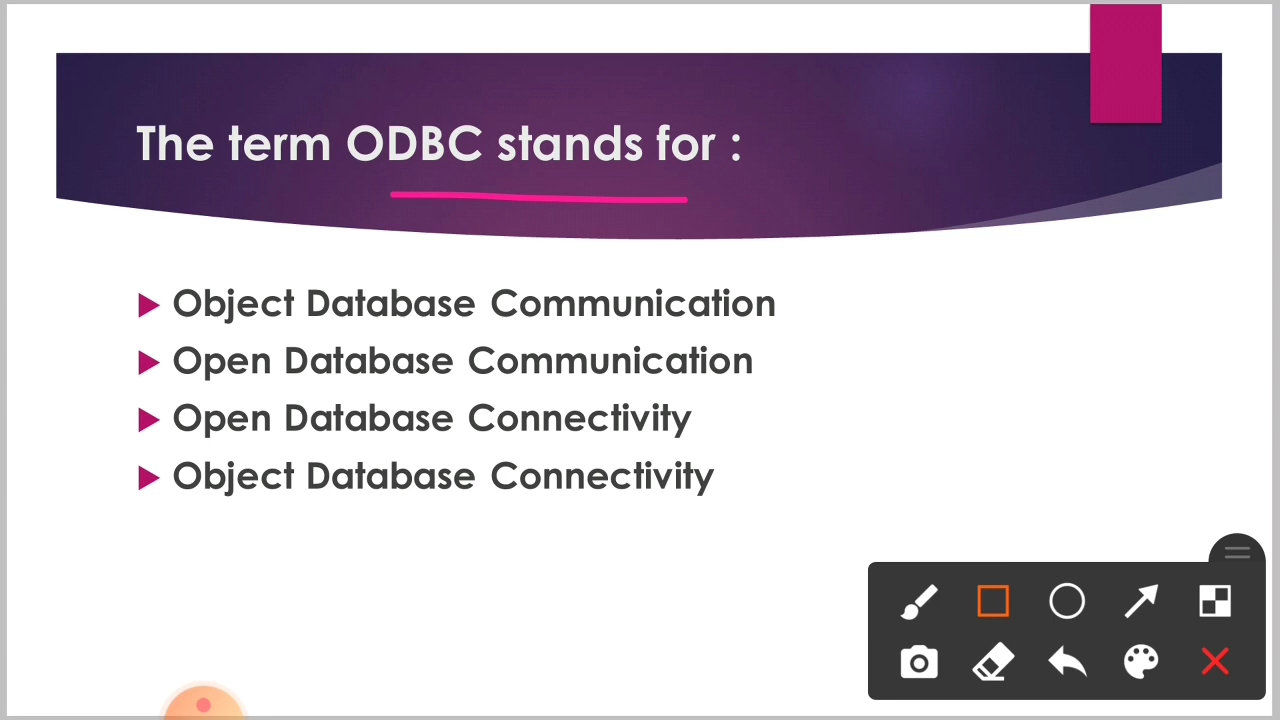 The term ODBC stands for :
Object Database Communication
Open Database Communication
Open Database Connectivity
Object Database Connectivity